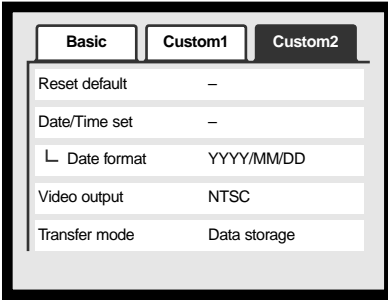 Basic Custom1 Custom2
Reset default –
Date/Time set –
Date format YYYY/MM/DD
Video output NTSC
Transfer mode Data storage